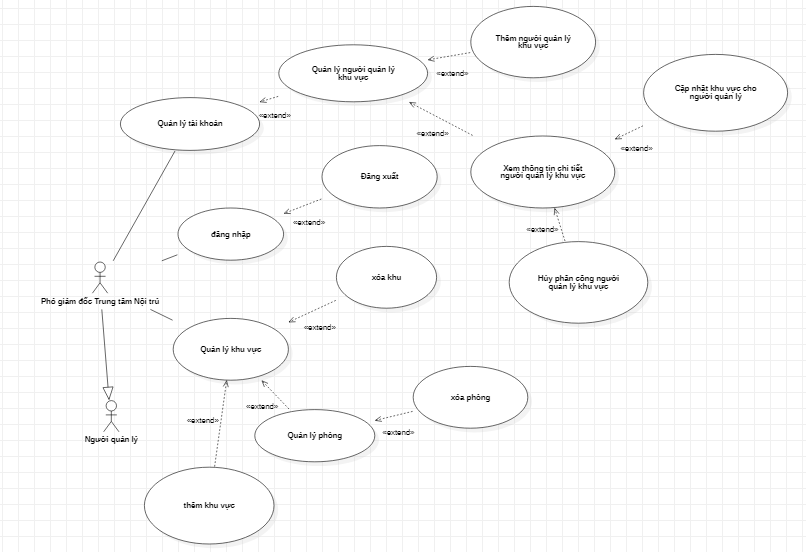 Thêm người quản lý
khu vực
Quản lý người quản lý
khu vực
«extend»
Cập nhật khu vực cho
người quản lý
«extend»
Quản lý tài khoản
«extend»
«extend»
Xem thông tin chi tiết
người quản lý khu vực
Đăng xuất
«extend»
đăng nhập
«extend»
Hủy phân công người
quản lý khu vực
xóa khu
Phó giám đốc Trung tâm Nội trú
«extend»
Quản lý khu vực
xóa phòng
«extend»
«extend»
«extend»
Quản lý phòng
Người quản lý
thêm khu vực